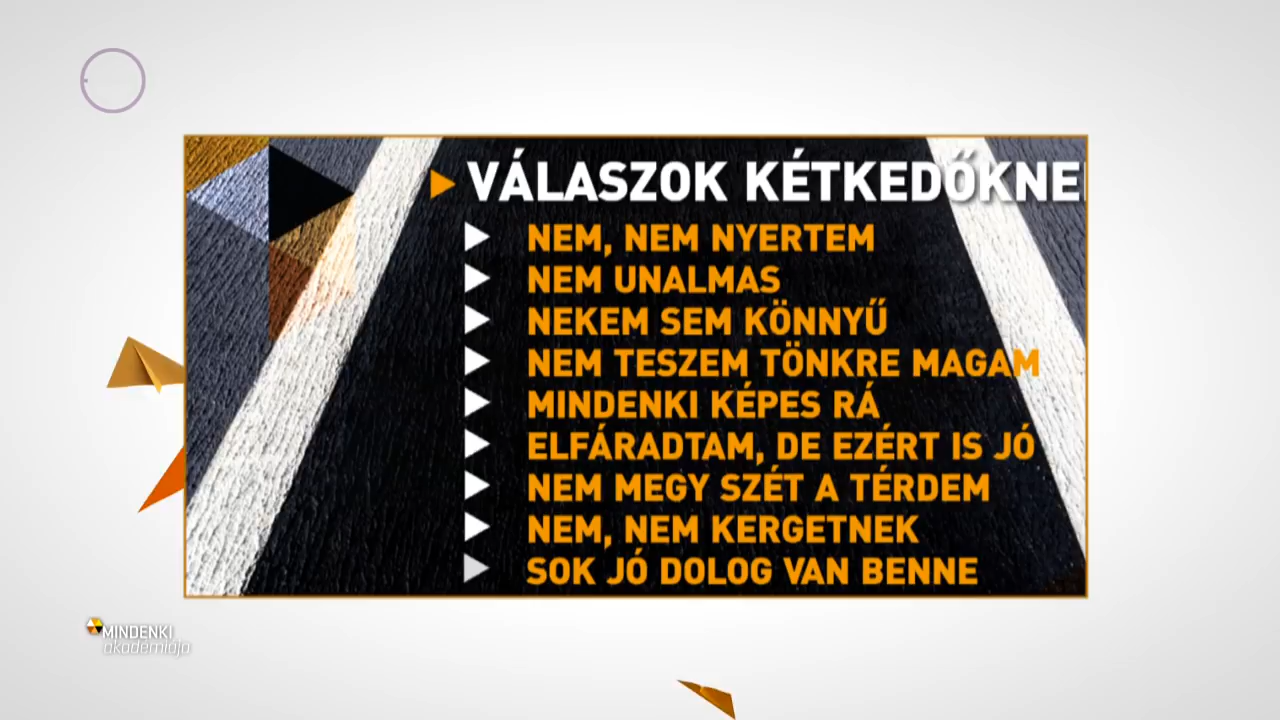 VÁLASZOK KÉTKEDŐKNE
NEM, NEM NYERTEM
NEM UNALMAS
NEKEM SEM KÖNNYŰ
NEM TESZEM TÖNKRE MAGAM
MINDENKI KÉPES RÁ
ELFÁRADTAM, DE EZÉRT IS JÓ
NEM MEGY SZÉT A TÉRDEM
NEM, NEM KERGETNEK
SOK JÓ DOLOG VAN BENNE
MINDENKI
akadémiája